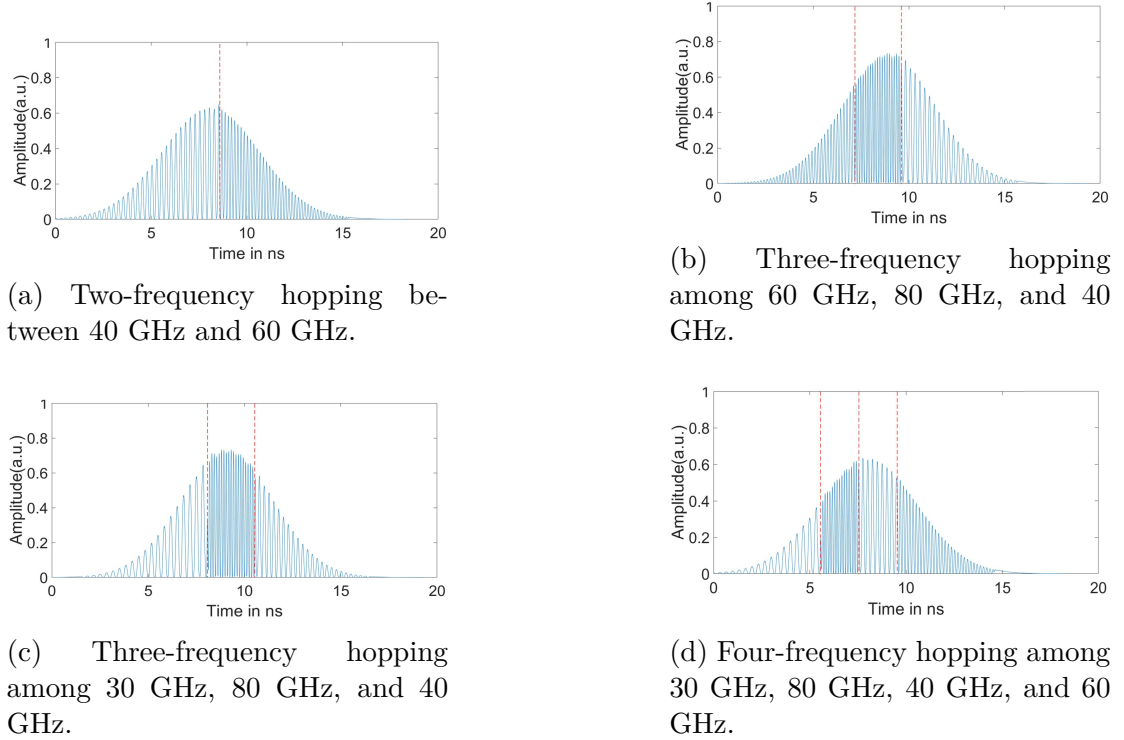 1
0.8
0.6
0.4
0.2
0
Amplitude(a.u.)
0 5 10 15 20
Time in ns
(a) Two-frequency hopping be-
tween 40 GHz and 60 GHz.
1
0.8
0.6
0.4
0.2
0
Amplitude(a.u.)
0 5 10 15 20
Time in ns
(b) Three-frequency hopping
among 60 GHz, 80 GHz, and 40
GHz.
1
0.8
0.6
0.4
0.2
0
Amplitude(a.u.)
0 5 10 15 20
Time in ns
(c) Three-frequency hopping
among 30 GHz, 80 GHz, and 40
GHz.
1
0.8
0.6
0.4
0.2
0
Amplitude(a.u.)
0 5 10 15 20
Time in ns
(d) Four-frequency hopping among
30 GHz, 80 GHz, 40 GHz, and 60
GHz.